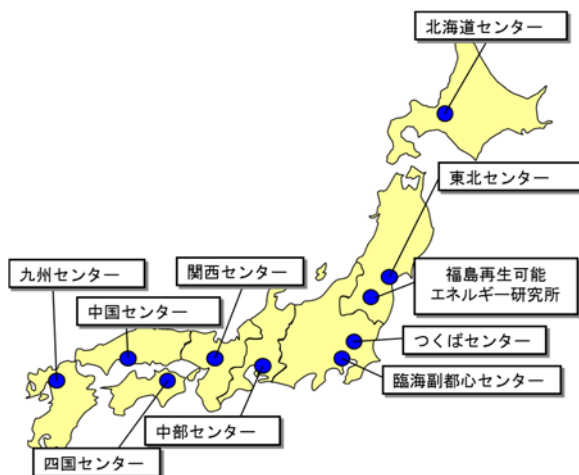 北海道センター
東北センター
福島再生可能
エネルギー研究所
つくばセンター
臨海副都心センター
中部センター
関西センター
四国センター
中国センター
九州センター